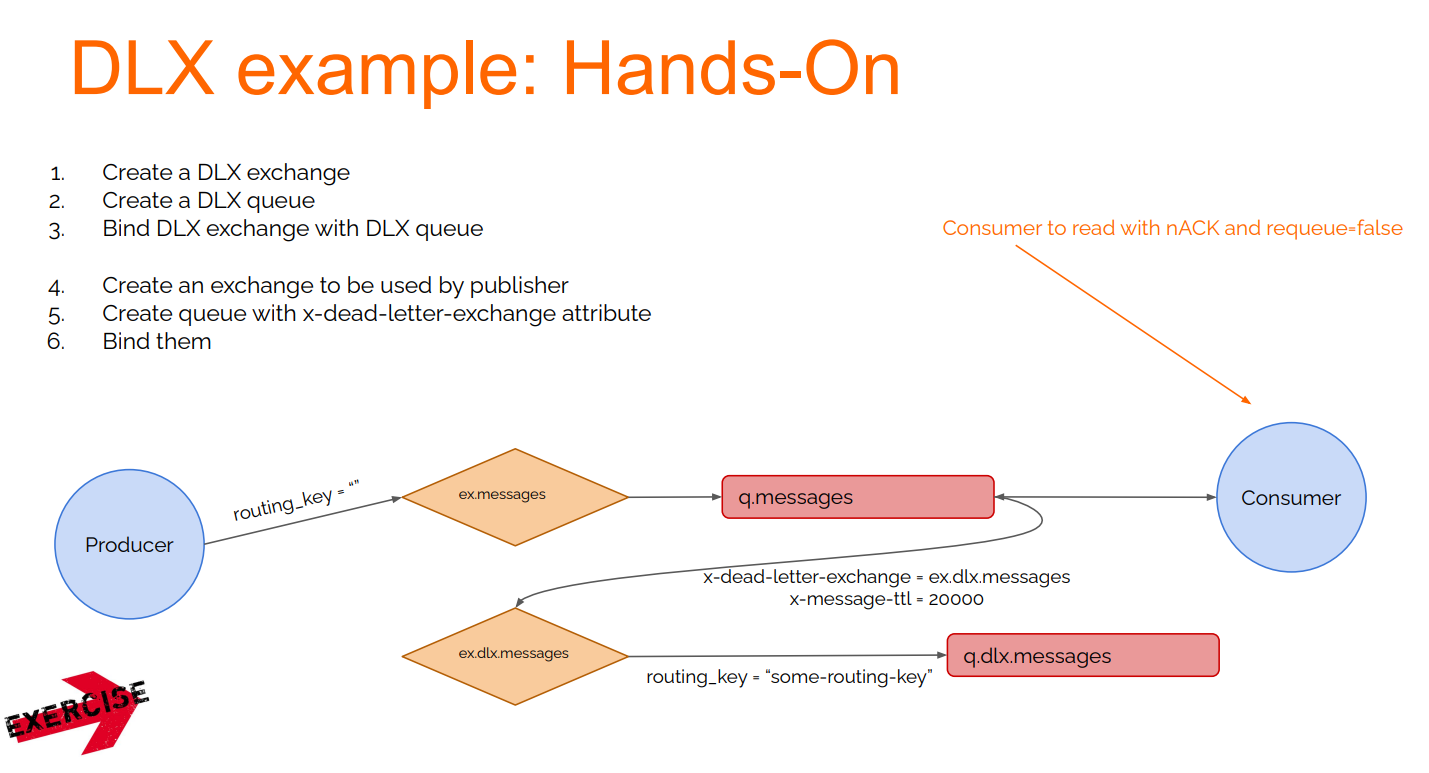 DLX example: Hands-On
1. Create a DLX exchange
2. Create a DLX queue
3. Bind DLX exchange with DLX queue
Consumer to read with nACK and requeue=false
4. Create an exchange to be used by publisher
5. Create queue with x-dead-letter-exchange attribute
6. Bind them
Producer
routing_key = “”
ex.messages
q.messages
Consumer
x-dead-letter-exchange = ex.dlx.messages
x-message-ttl = 20000
ex.dlx.messages
routing_key = “some-routing-key”
q.dlx.messages
EXERCISE